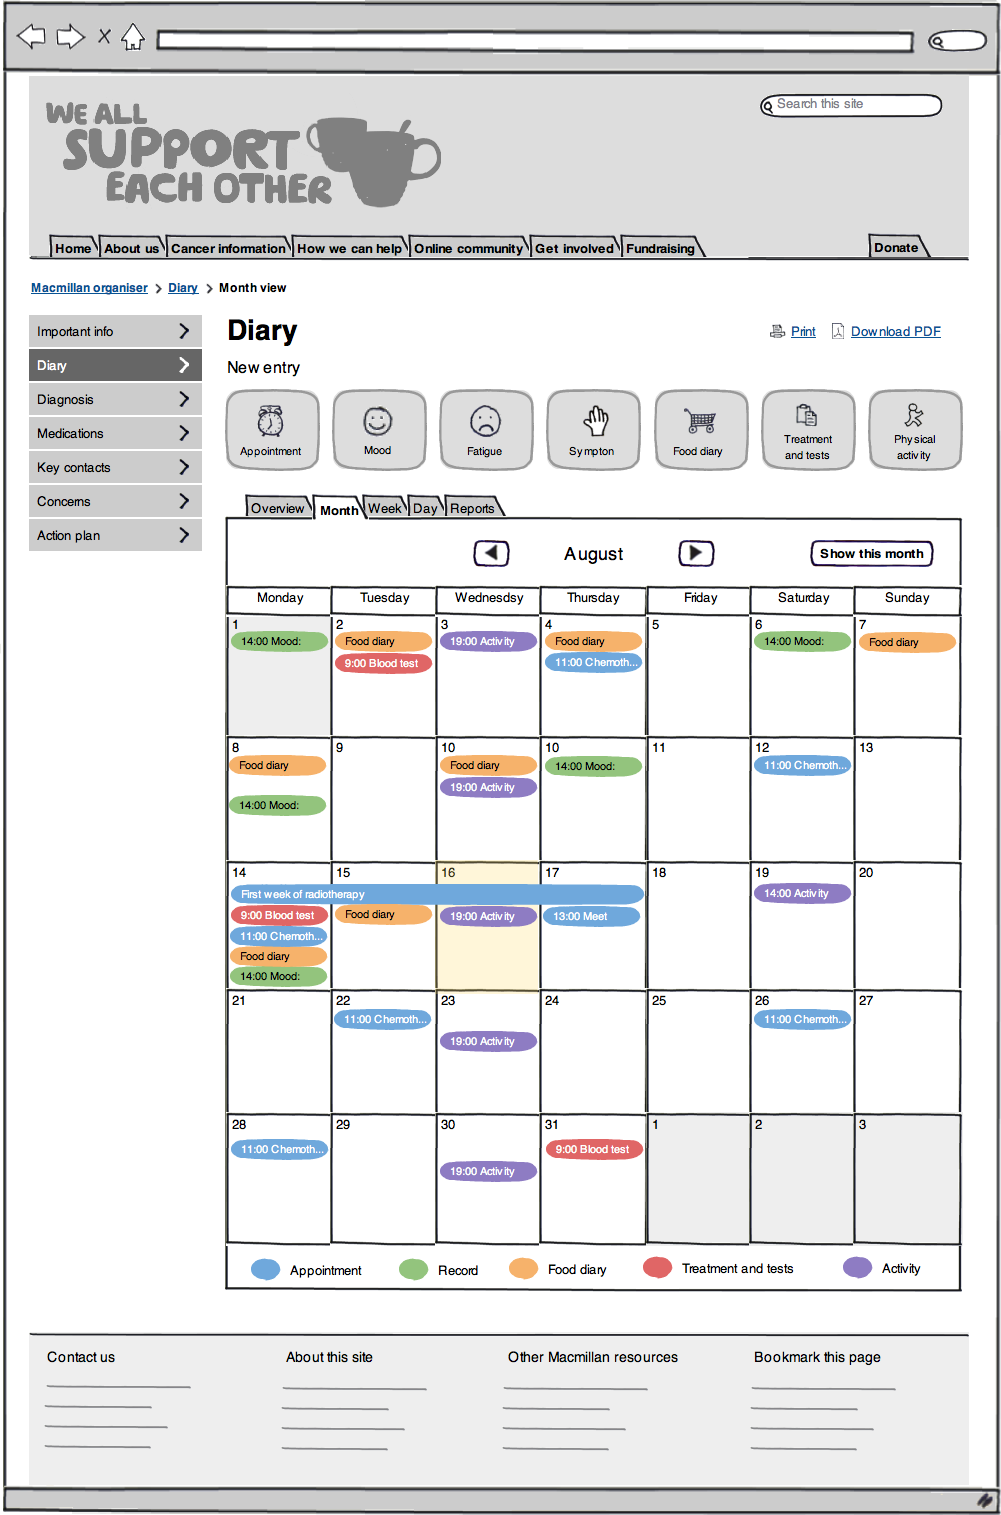 WE ALL
SUPPORT
EACH OTHER
Search this site
Home About us Cancer information How we can help Online community Get involved Fundraising Donate
Macmillan organiser > Diary > Month view
Important info
Diary
Diagnosis
Medications
Key contacts
Concerns
Action plan
Diary
Print Download PDF
New entry
Appointment
Mood
Fatigue
Sympton
Food diary
Treatment
and tests
Physical
activity
Overview Month Week Day Reports
August
Show this month
Monday Tuesday Wednesdsy Thursday Friday Saturday Sunday
1 2 3 4 5 6 7
14:00 Mood: Food diary 19:00 Activity Food diary 14:00 Mood: Food diary
9:00 Blood test 11:00 Chemoth...
8 9 10 10 11 12 13
Food diary Food diary 14:00 Mood: 11:00 Chemoth...
19:00 Activity
14:00 Mood:
14 15 16 17 18 19 20
First week of radiotherapy 14:00 Activity
9:00 Blood test Food diary 19:00 Activity 13:00 Meet
11:00 Chemoth...
Food diary
14:00 Mood:
21 22 23 24 25 26 27
11:00 Chemoth... 11:00 Chemoth...
19:00 Activity
28 29 30 31 1 2 3
11:00 Chemoth... 9:00 Blood test
19:00 Activity
Appointment Record Food diary Treatment and tests Activity
Contact us About this site Other Macmillan resources Bookmark this page